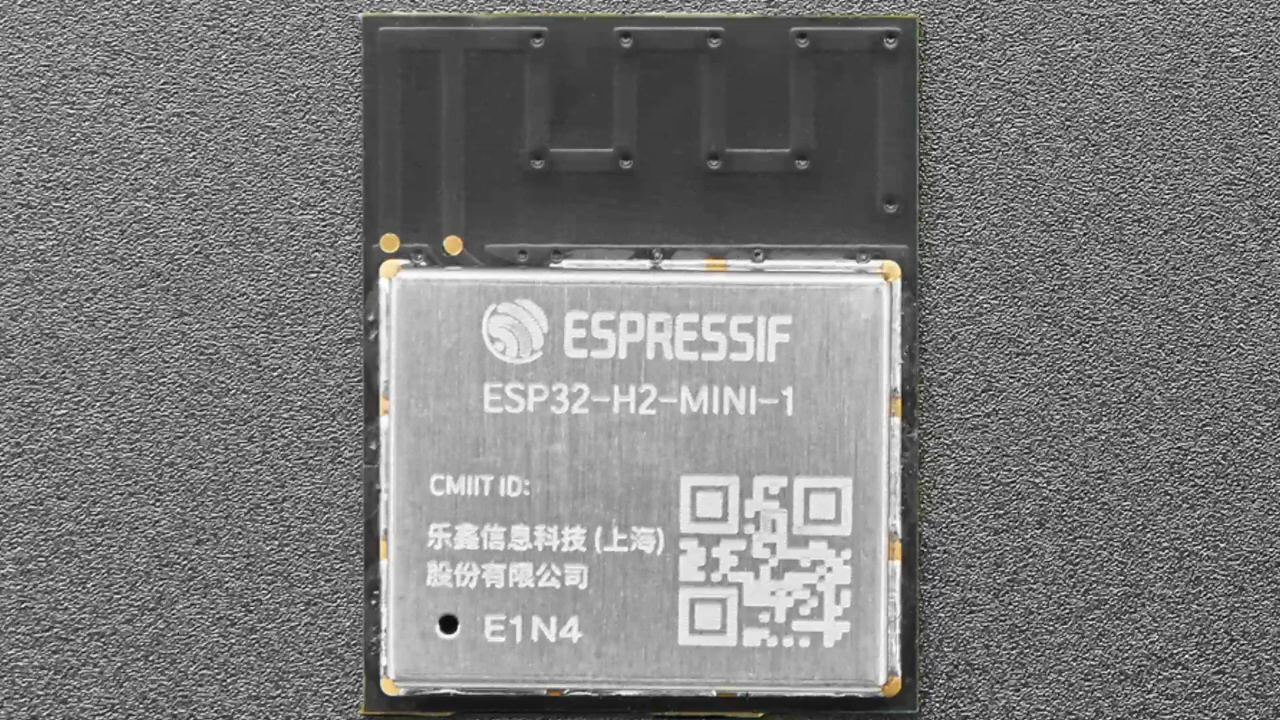 ESPRESSIF
ESP32-H2-MINI-1
CMIIT ID:
乐鑫信息科技 (上海)
股份有限公司
E1N4